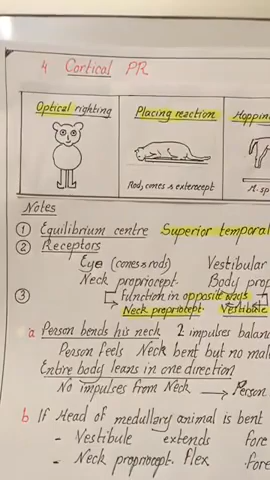 4 Cortical PR
Optical righting
Placing reaction
Hopping
Rod, cones & exterocept
M. sp
Notes
① Equilibrium centre Superior temporal
② Receptors
Eye (cones & rods) Vestibular
Neck propriocept. Body prop
③ Function in opposite
Neck propriocept. Vestibule
a Person bends his neck 2 impulses balan
Person feels Neck bent but no mal
Entire body leans in one direction
No impulses from Neck → Person
b If Head of medullary animal is bent
- Vestibule extends fore
- Neck propriocept. flex fore